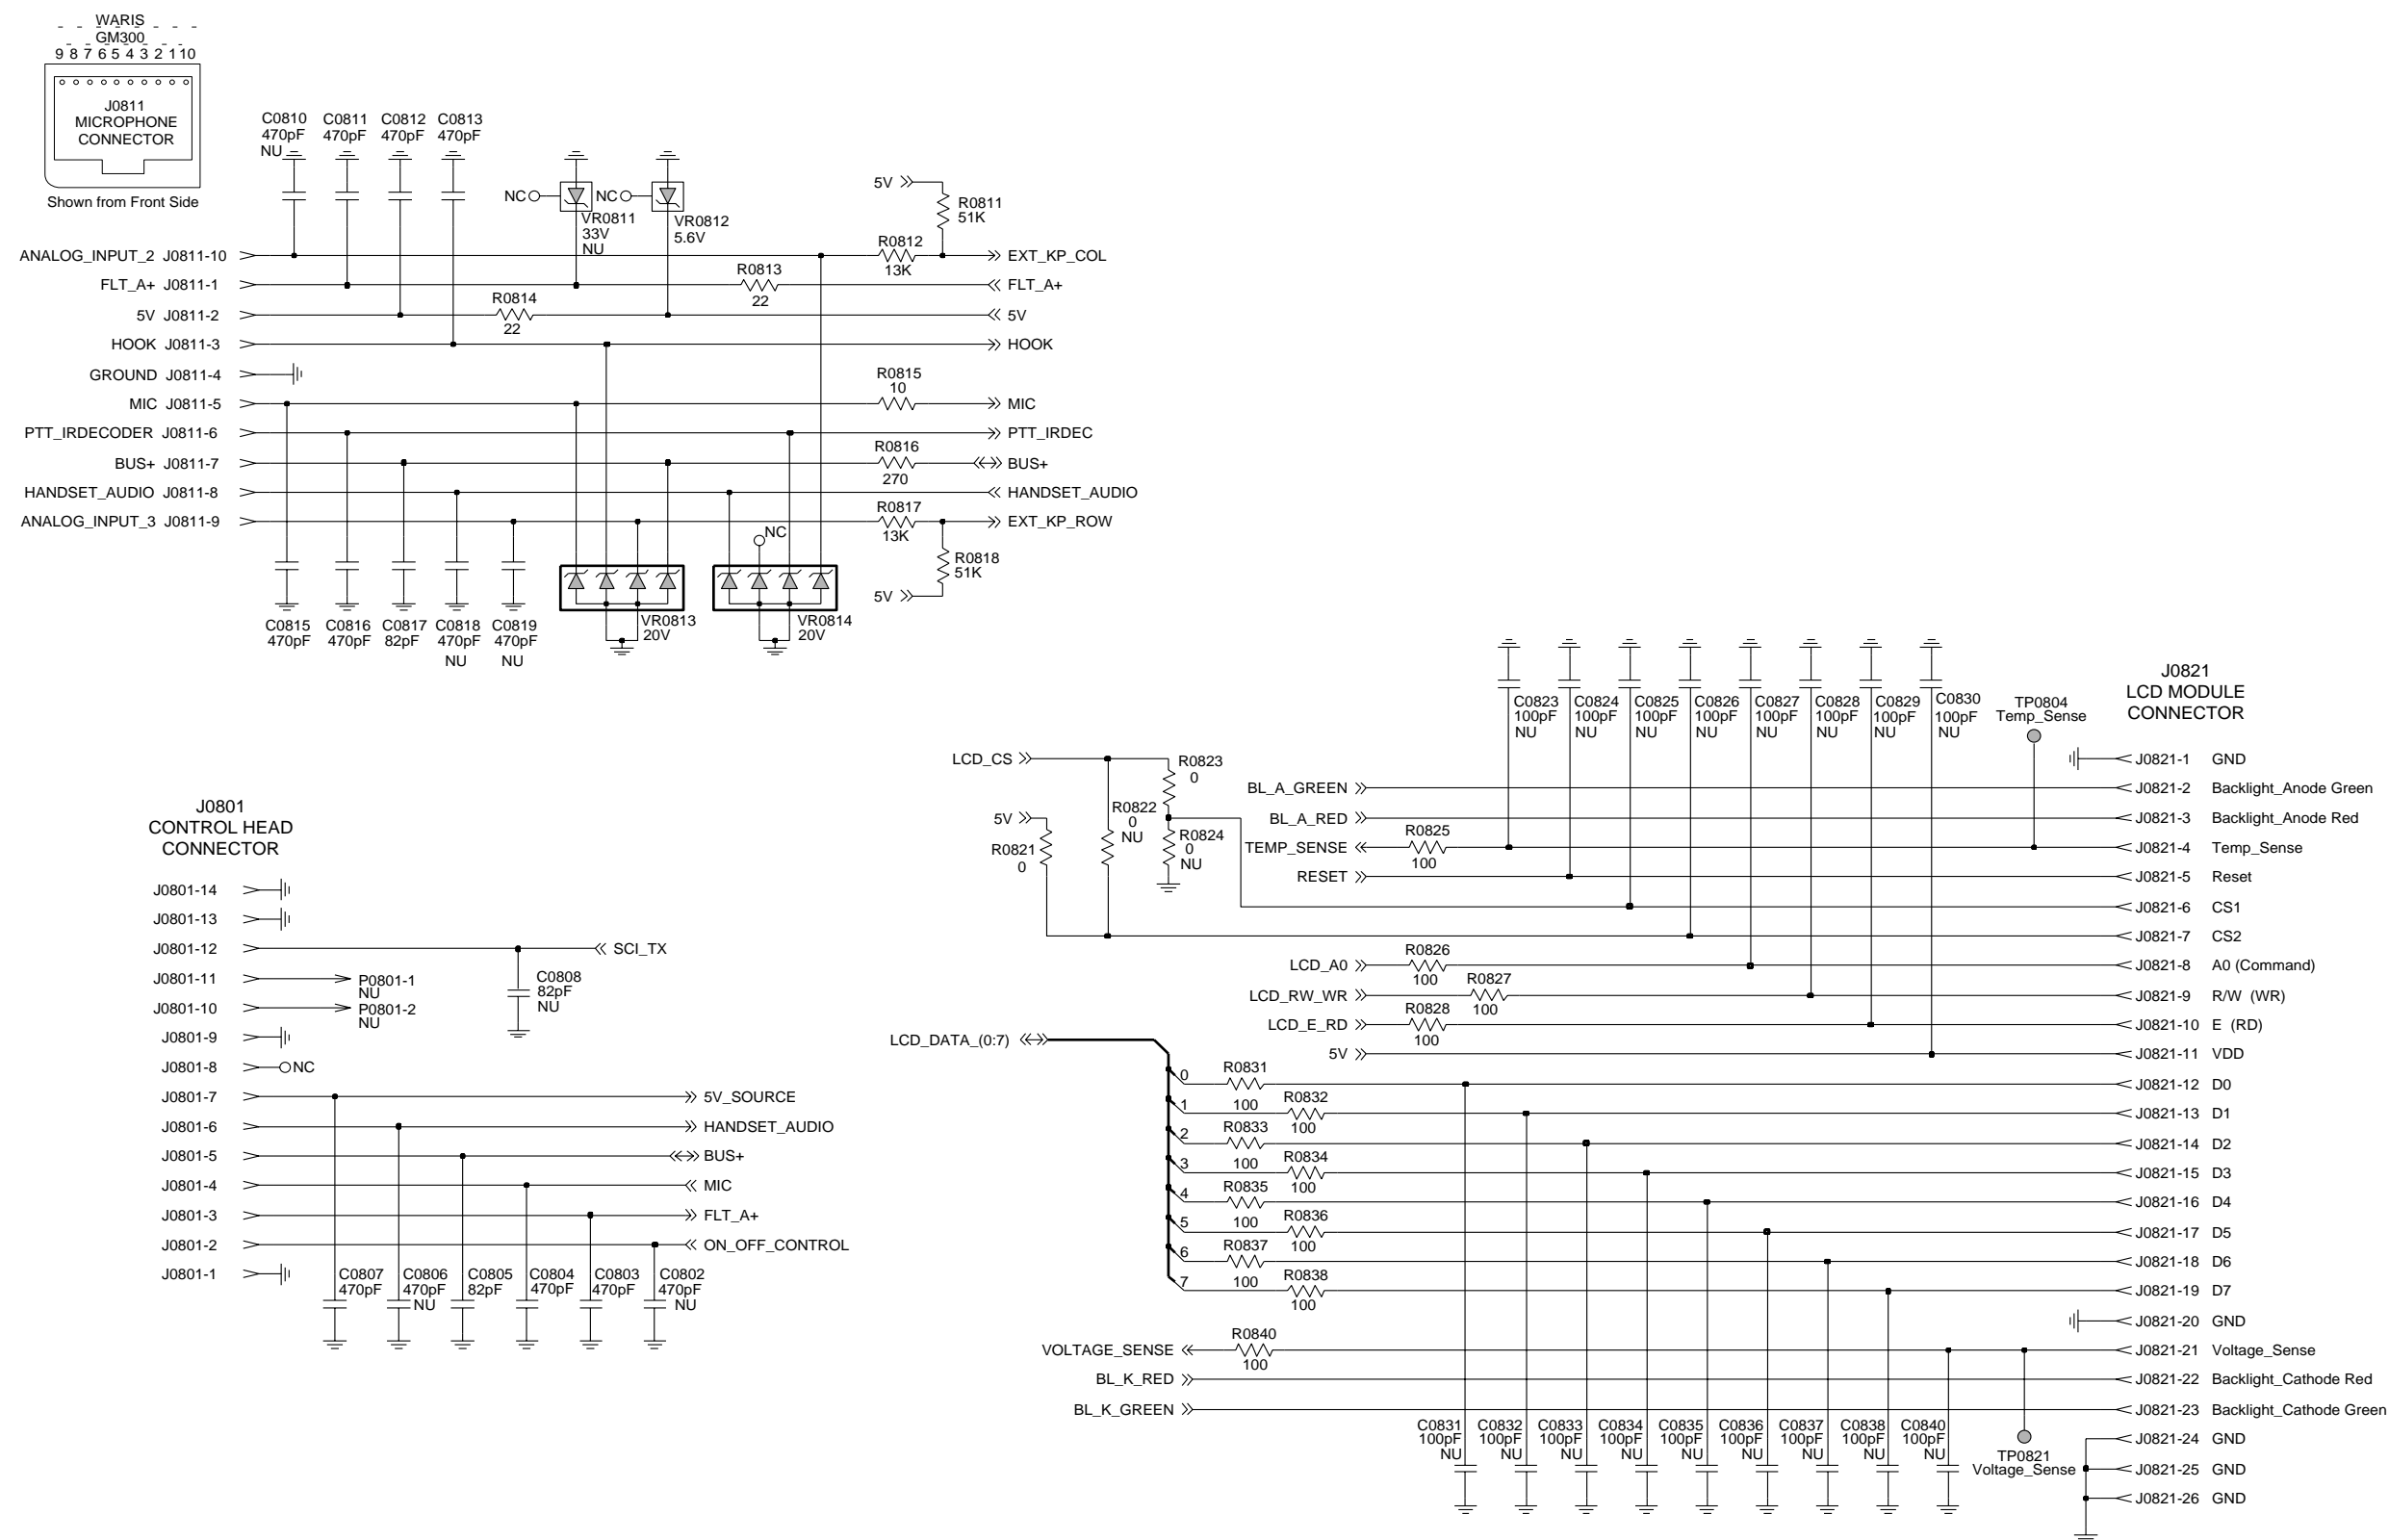 WARIS
GM300
9 8 7 6 5 4 3 2 1 10
J0811
MICROPHONE
CONNECTOR
Shown from Front Side
C0810
470pF
NU
C0811
470pF
C0812
470pF
C0813
470pF
NC
VR0811
33V
NU
NC
VR0812
5.6V
5V
R0811
51K
ANALOG_INPUT_2 J0811-10
R0812
13K
EXT_KP_COL
FLT_A+ J0811-1
R0813
22
FLT_A+
5V J0811-2
R0814
22
5V
HOOK J0811-3
HOOK
GROUND J0811-4
MIC J0811-5
R0815
10
MIC
PTT_IRDECODER J0811-6
PTT_IRDEC
BUS+ J0811-7
R0816
270
BUS+
HANDSET_AUDIO J0811-8
HANDSET_AUDIO
ANALOG_INPUT_3 J0811-9
R0817
13K
EXT_KP_ROW
NC
R0818
51K
5V
C0815
470pF
C0816
470pF
C0817
82pF
C0818
470pF
NU
C0819
470pF
NU
VR0813
20V
VR0814
20V
J0801
CONTROL HEAD
CONNECTOR
J0801-14
J0801-13
J0801-12
SCI_TX
C0808
82pF
NU
J0801-11
P0801-1
NU
J0801-10
P0801-2
NU
J0801-9
J0801-8
NC
J0801-7
5V_SOURCE
J0801-6
HANDSET_AUDIO
J0801-5
BUS+
J0801-4
MIC
J0801-3
FLT_A+
J0801-2
ON_OFF_CONTROL
J0801-1
C0807
470pF
C0806
470pF
NU
C0805
82pF
C0804
470pF
C0803
470pF
C0802
470pF
NU
J0821
LCD MODULE
CONNECTOR
C0823
100pF
NU
C0824
100pF
NU
C0825
100pF
NU
C0826
100pF
NU
C0827
100pF
NU
C0828
100pF
NU
C0829
100pF
NU
C0830
100pF
NU
TP0804
Temp_Sense
LCD_CS
R0823
0
R0822
0
NU
R0824
0
NU
5V
R0821
0
J0821-1 GND
BL_A_GREEN
J0821-2 Backlight_Anode Green
BL_A_RED
J0821-3 Backlight_Anode Red
TEMP_SENSE
R0825
100
J0821-4 Temp_Sense
RESET
J0821-5 Reset
J0821-6 CS1
J0821-7 CS2
LCD_A0
R0826
100
J0821-8 A0 (Command)
LCD_RW_WR
R0827
100
J0821-9 R/W (WR)
LCD_E_RD
R0828
100
J0821-10 E (RD)
5V
J0821-11 VDD
LCD_DATA_(0:7)
0
R0831
100
J0821-12 D0
1
R0832
100
J0821-13 D1
2
R0833
100
J0821-14 D2
3
R0834
100
J0821-15 D3
4
R0835
100
J0821-16 D4
5
R0836
100
J0821-17 D5
6
R0837
100
J0821-18 D6
7
R0838
100
J0821-19 D7
J0821-20 GND
VOLTAGE_SENSE
R0840
100
J0821-21 Voltage_Sense
BL_K_RED
J0821-22 Backlight_Cathode Red
BL_K_GREEN
J0821-23 Backlight_Cathode Green
C0831
100pF
NU
C0832
100pF
NU
C0833
100pF
NU
C0834
100pF
NU
C0835
100pF
NU
C0836
100pF
NU
C0837
100pF
NU
C0838
100pF
NU
C0840
100pF
NU
TP0821
Voltage_Sense
J0821-24 GND
J0821-25 GND
J0821-26 GND